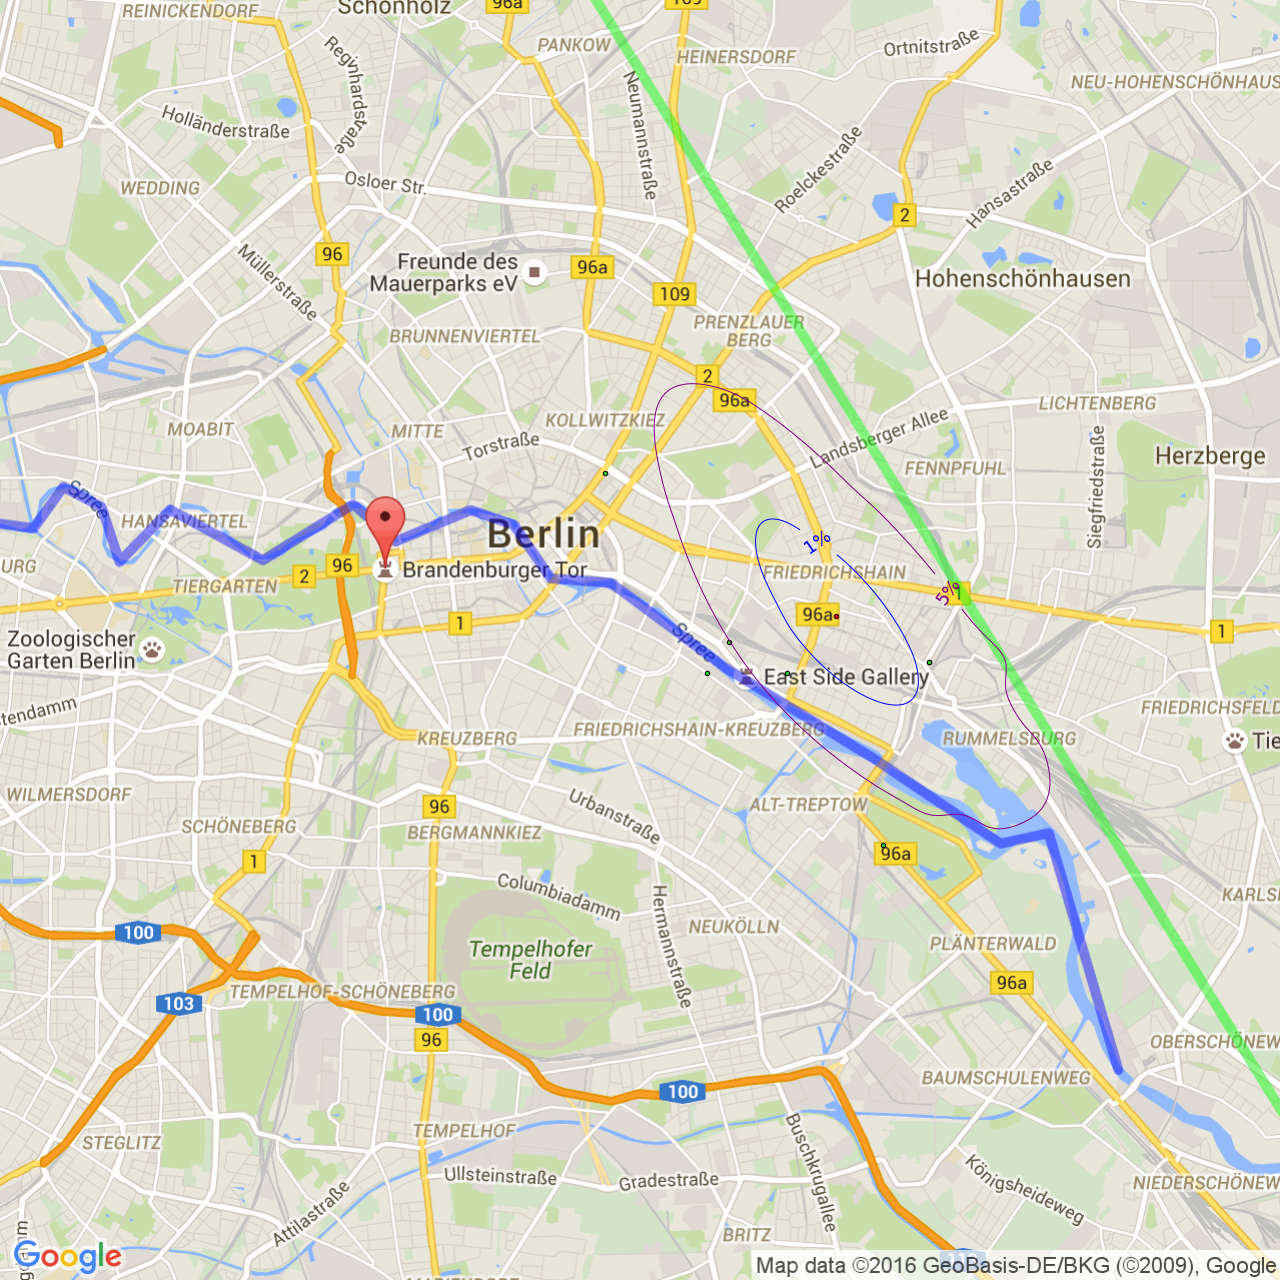 REINICKENDORF
Schönholz
96a
109
PANKOW
HEINERSDORF
Ortnitstraße
NEU-HOHENSCHÖNHAUS
Reginhardstraße
Neumannstraße
Holländerstraße
Roelckestraße
Hansastraße
WEDDING
Osloer Str.
2
96
Müllerstraße
Freunde des
Mauerparks eV
96a
109
Hohenschönhausen
BRUNNENVIERTEL
PRENZLAUER
BERG
2
96a
LICHTENBERG
MOABIT
MITTE
KOLLWITZKIEZ
Torstraße
Landsberger Allee
Herzberge
FENNPFUHL
Siegfriedstraße
Spree
HANSAVIERTEL
Berlin
1%
BURG
TIERGARTEN
2
96
Brandenburger Tor
FRIEDRICHSHAIN
5%
1
Zoologischer
Garten Berlin
1
96a
1
Spree
East Side Gallery
stendamm
KREUZBERG
FRIEDRICHSHAIN-KREUZBERG
RUMMELSBURG
FRIEDRICHSFELD
Tie
WILMERSDORF
SCHÖNEBERG
96
BERGMANNKIEZ
Urbanstraße
ALT-TREPTOW
1
96a
Columbiadamm
Hermannstraße
KARLS
100
Tempelhofer
Feld
NEUKÖLLN
PLÄNTERWALD
103
TEMPELHOF-SCHÖNEBERG
100
96a
96
OBERSCHÖNEW
100
BAUMSCHULENWEG
STEGLITZ
TEMPELHOF
Buschkrugallee
Ullsteinstraße
Gradestraße
Königsheideweg
NIEDERSCHÖNEW
Attilastraße
BRITZ
Google
MARIENDORF
Map data ©2016 GeoBasis-DE/BKG (©2009), Google